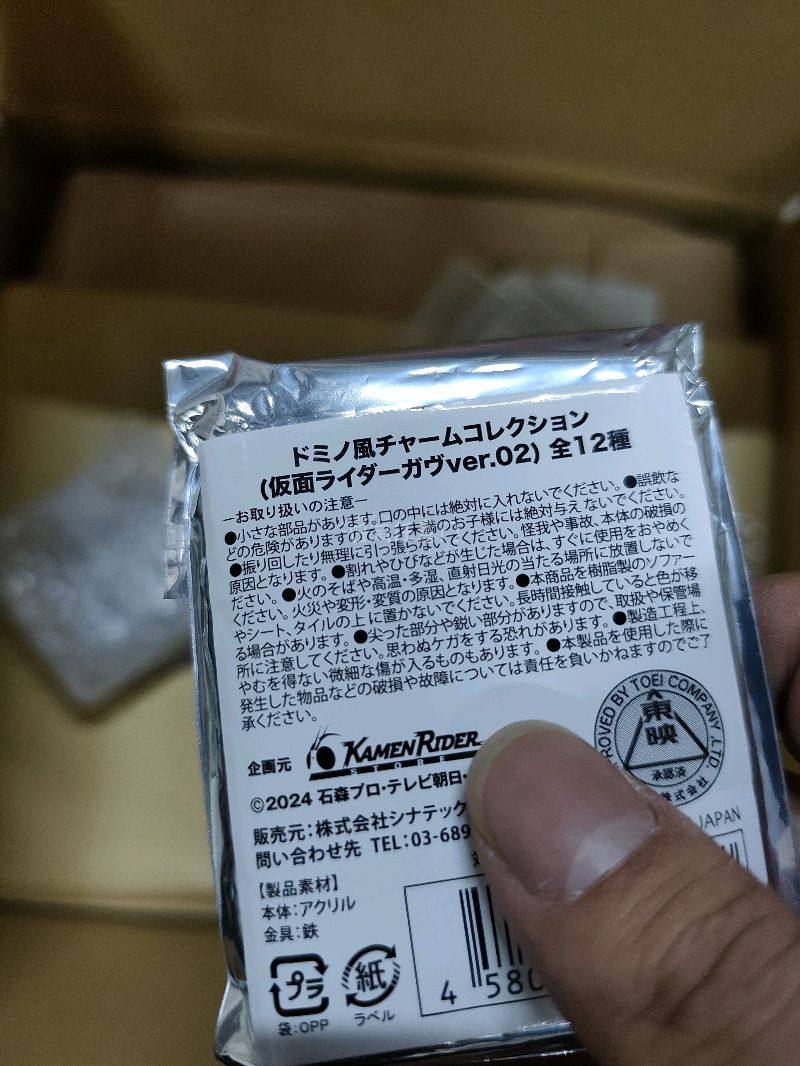 ドミノ風チャームコレクション
(仮面ライダーガヴver.02) 全12種
−お取り扱いの注意−
●小さな部品があります。口の中には絶対に入れないでください。●誤飲な
どの危険がありますので3才未満のお子様には絶対与えないでください。
●振り回したり無理に引っ張らないでください。怪我や事故、本体の破損の
原因となります。●割れやひびなどが生じた場合は、すぐに使用をおやめく
ださい。●火のそばや高温・多湿、直射日光の当たる場所に放置しないで
ください。火災や変形・変質の原因となります。●本商品を樹脂製のソファー
やシート、タイルの上に置かないでください。長時間接触していると色が移
る場合があります。●尖った部分や鋭い部分がありますので、取扱や保管場
所に注意してください。思わぬケガをする恐れがあります。●製造工程上、
やむを得ない微細な傷が入るものもあります。●本製品を使用した際に
発生した物品などの破損や故障については責任を負いかねますのでご了
承ください。
企画元 KAMEN RIDER
STORE
ROVED BY TOEI COMPANY, LTD.
東映
承認済
株式会社
©2024 石森プロ・テレビ朝日・
販売元:株式会社シナテック
問い合わせ先 TEL:03-689
JAPAN
【製品素材】
本体:アクリル
金具:鉄
プラ
袋:OPP
紙
ラベル
4 580